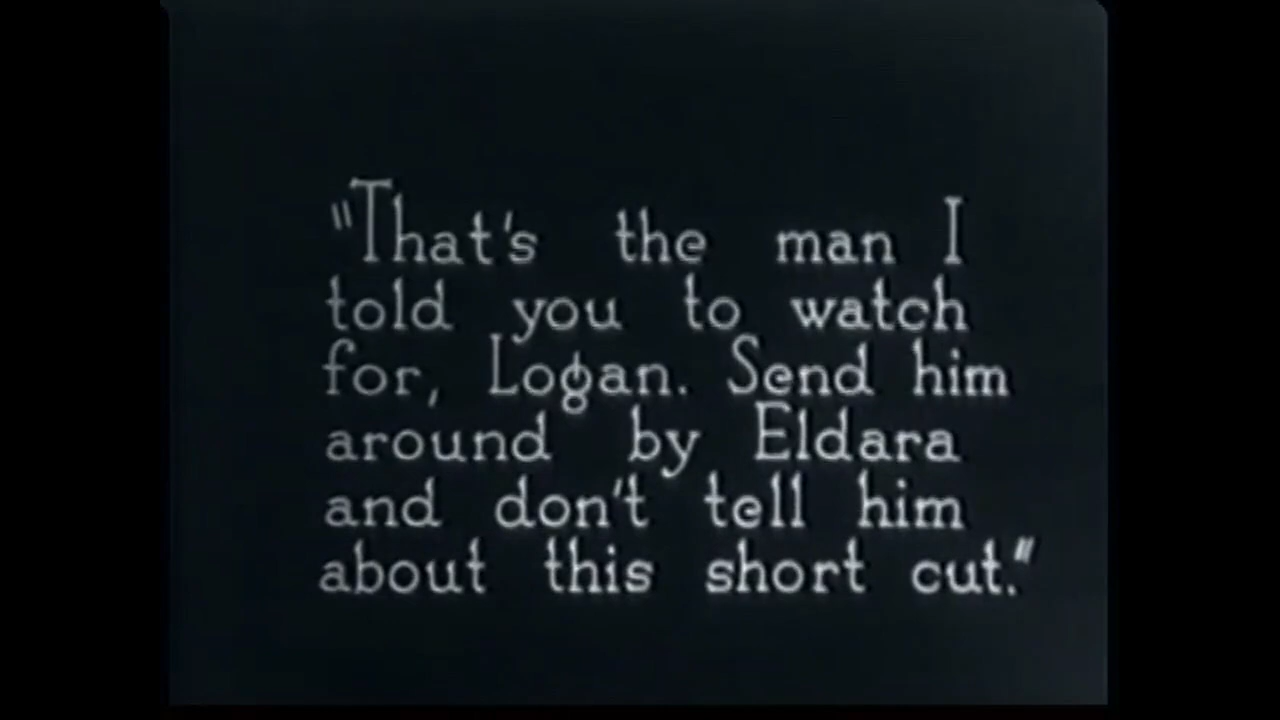 "That's the man I
told you to watch
for, Logan. Send him
around by Eldara
and don't tell him
about this short cut."